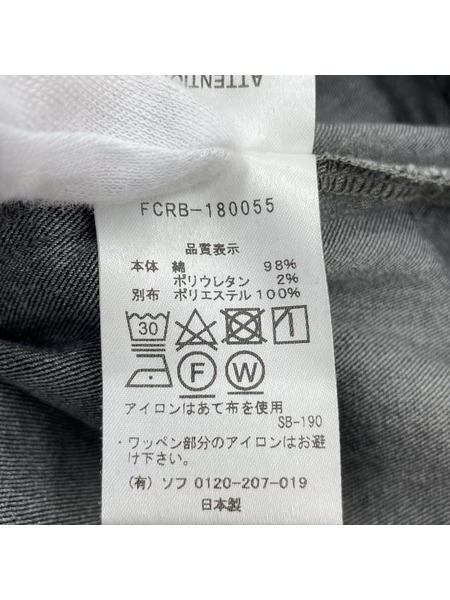 ATTENTION
FCRB-180055
品質表示
本体 綿 98%
ポリウレタン 2%
別布 ポリエステル 100%
30
F W
アイロンはあて布を使用
SB-190
・ワッペン部分のアイロンはお避
け下さい。
(有) ソフ 0120-207-019
日本製